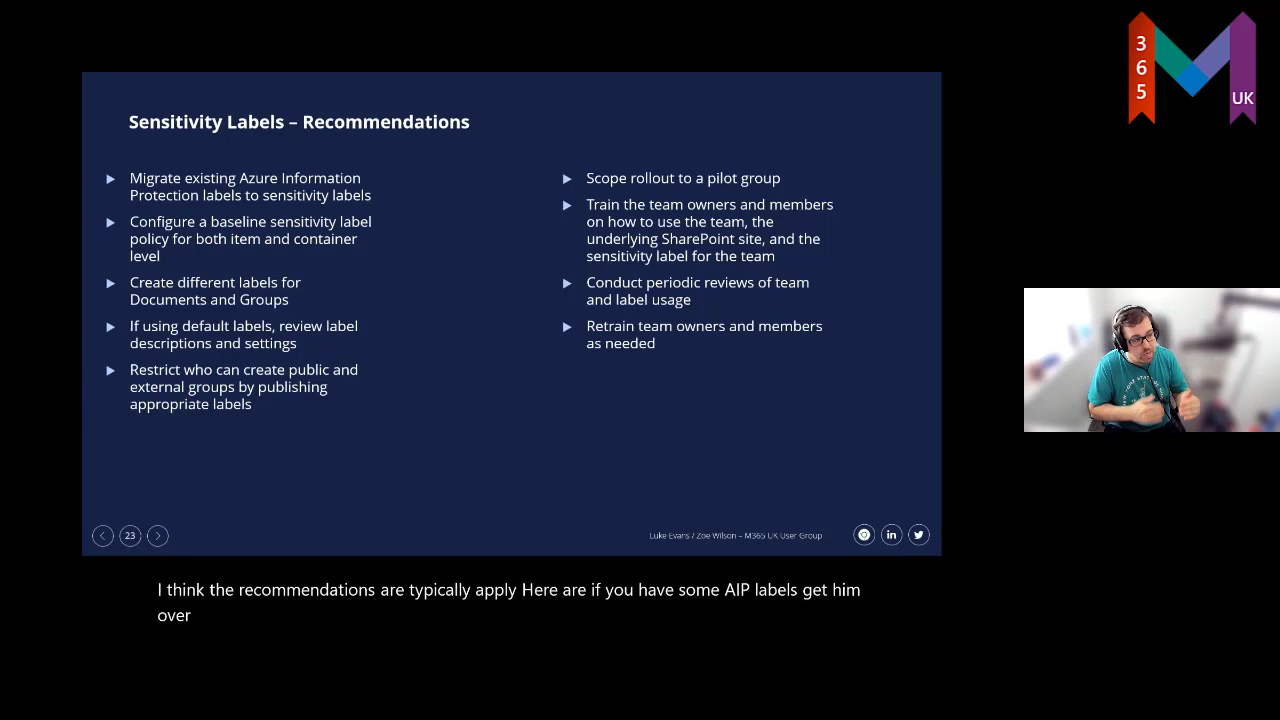 3
6
5
UK
Sensitivity Labels – Recommendations
Migrate existing Azure Information
Protection labels to sensitivity labels
Configure a baseline sensitivity label
policy for both item and container
level
Create different labels for
Documents and Groups
If using default labels, review label
descriptions and settings
Restrict who can create public and
external groups by publishing
appropriate labels
Scope rollout to a pilot group
Train the team owners and members
on how to use the team, the
underlying SharePoint site, and the
sensitivity label for the team
Conduct periodic reviews of team
and label usage
Retrain team owners and members
as needed
23
Luke Evans / Zoe Wilson – M365 UK User Group
in
I think the recommendations are typically apply Here are if you have some AIP labels get him
over